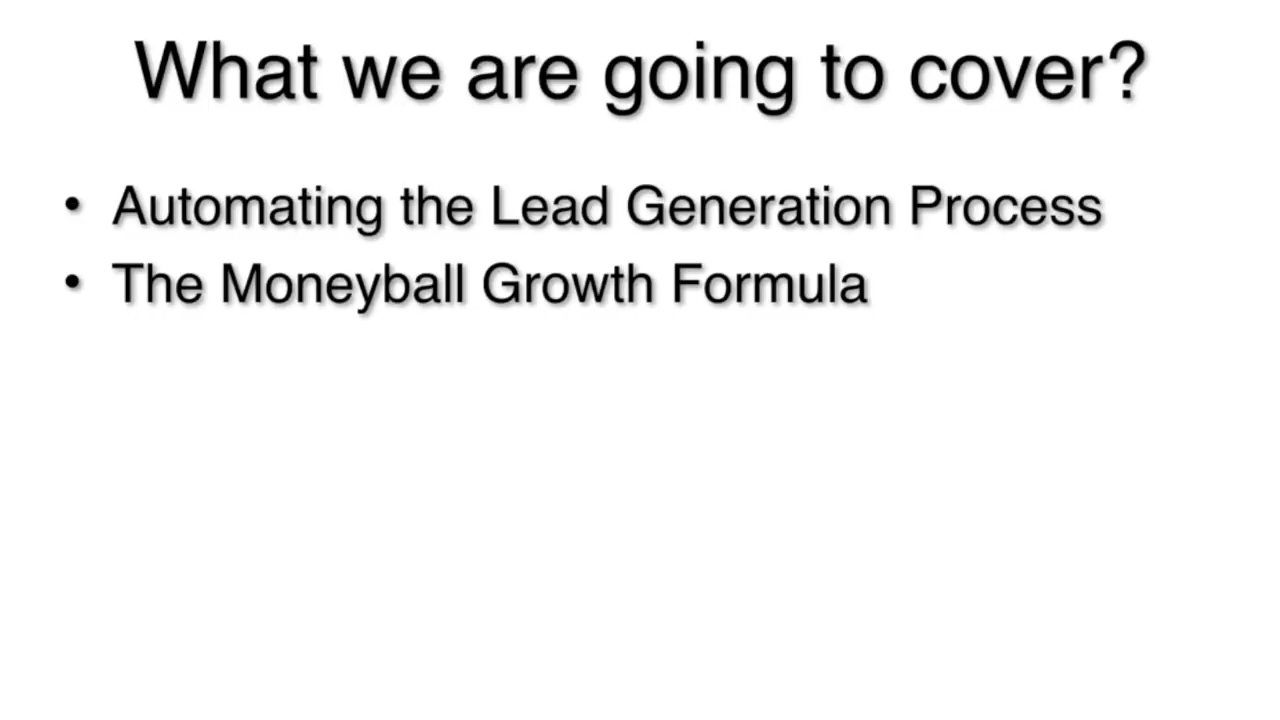 What we are going to cover?
• Automating the Lead Generation Process
• The Moneyball Growth Formula